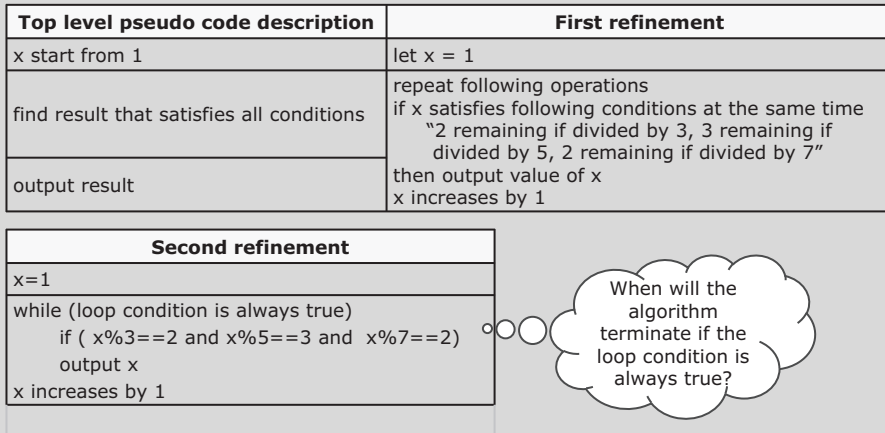 Top level pseudo code description
First refinement
x start from 1
let x = 1
find result that satisfies all conditions
repeat following operations
if x satisfies following conditions at the same time
“2 remaining if divided by 3, 3 remaining if
divided by 5, 2 remaining if divided by 7”
then output value of x
x increases by 1
output result
Second refinement
x=1
while (loop condition is always true)
if ( x%3==2 and x%5==3 and x%7==2)
output x
x increases by 1
When will the
algorithm
terminate if the
loop condition is
always true?